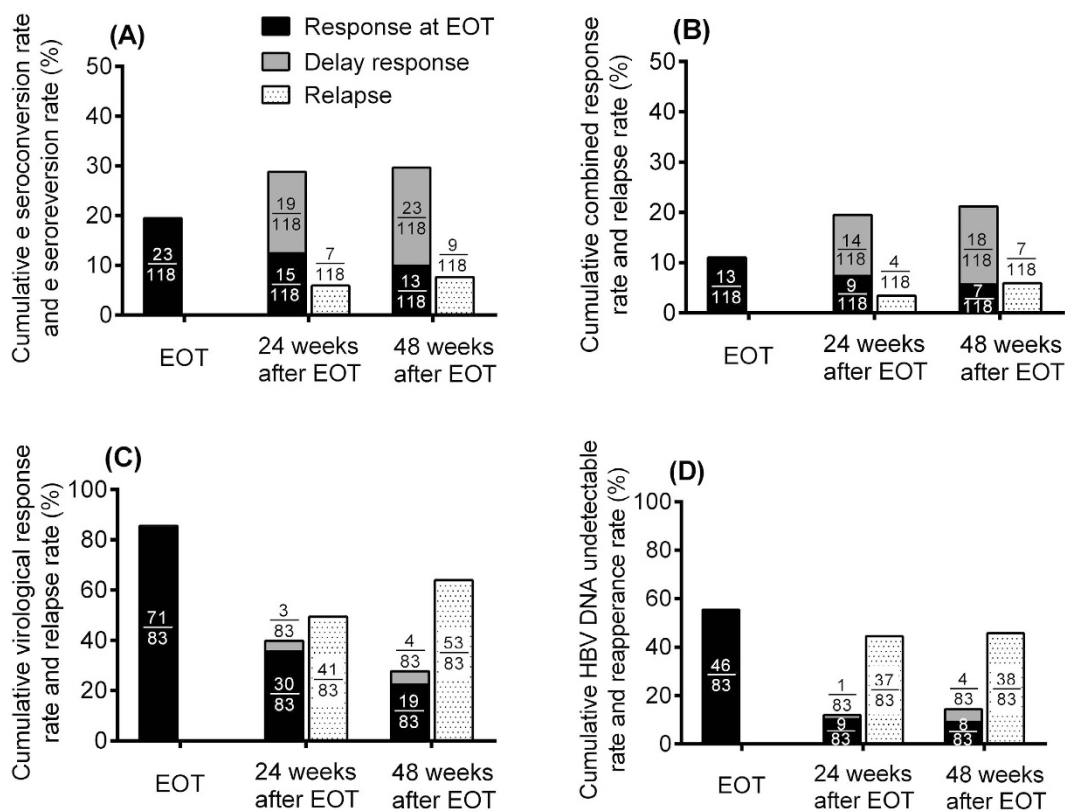 (A)
Response at EOT
Delay response
Relapse
Cumulative e seroconversion rate
and e seroreversion rate (%)
50
40
30
20
10
0
23
118
19
118
15
118
7
118
23
118
13
118
9
118
EOT
24 weeks
after EOT
48 weeks
after EOT
(B)
Cumulative combined response
rate and relapse rate (%)
50
40
30
20
10
0
13
118
14
118
9
118
4
118
18
118
7
118
7
118
EOT
24 weeks
after EOT
48 weeks
after EOT
(C)
Cumulative virological response
rate and relapse rate (%)
100
80
60
40
20
0
71
83
3
83
30
83
41
83
4
83
19
83
53
83
EOT
24 weeks
after EOT
48 weeks
after EOT
(D)
Cumulative HBV DNA undetectable
rate and reapperance rate (%)
100
80
60
40
20
0
46
83
1
83
9
83
37
83
4
83
8
83
38
83
EOT
24 weeks
after EOT
48 weeks
after EOT